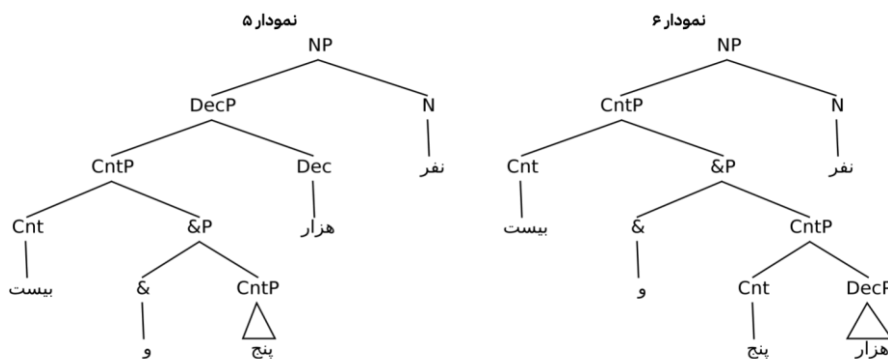 نمودار ۵
NP
DecP N
CntP Dec نفر
Cnt &P هزار
بیست & CntP
و پنج
نمودار ۶
NP
CntP N
Cnt &P نفر
بیست & CntP
و Cnt DecP
پنج هزار